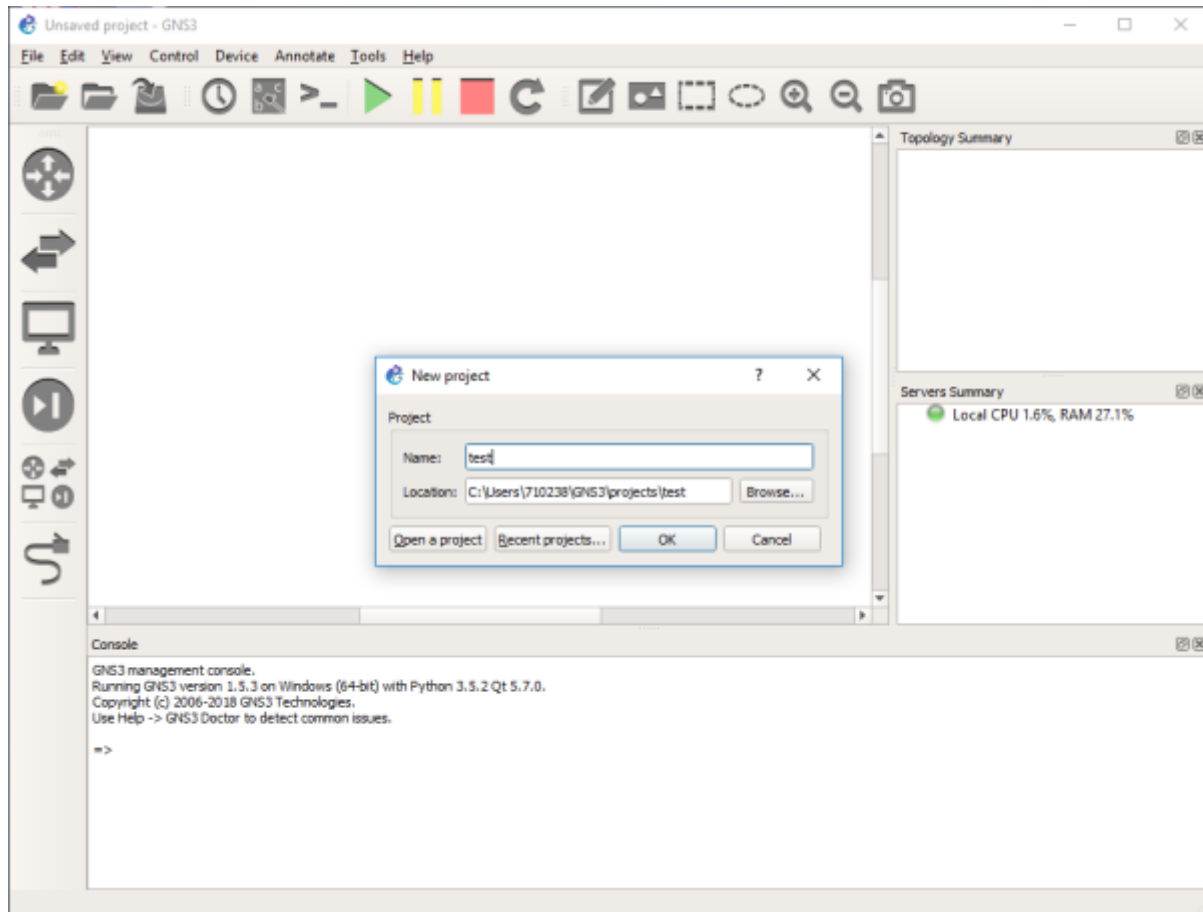 Unsaved project - GNS3
File Edit View Control Device Annotate Tools Help
Topology Summary
Servers Summary
Local CPU 1.6%, RAM 27.1%
New project
Project
Name: test
Location: C:\Users\710238\GNS3\projects\test Browse...
Open a project Recent projects... OK Cancel
Console
GNS3 management console.
Running GNS3 version 1.5.3 on Windows (64-bit) with Python 3.5.2 Qt 5.7.0.
Copyright (c) 2006-2018 GNS3 Technologies.
Use Help -> GNS3 Doctor to detect common issues.
=>